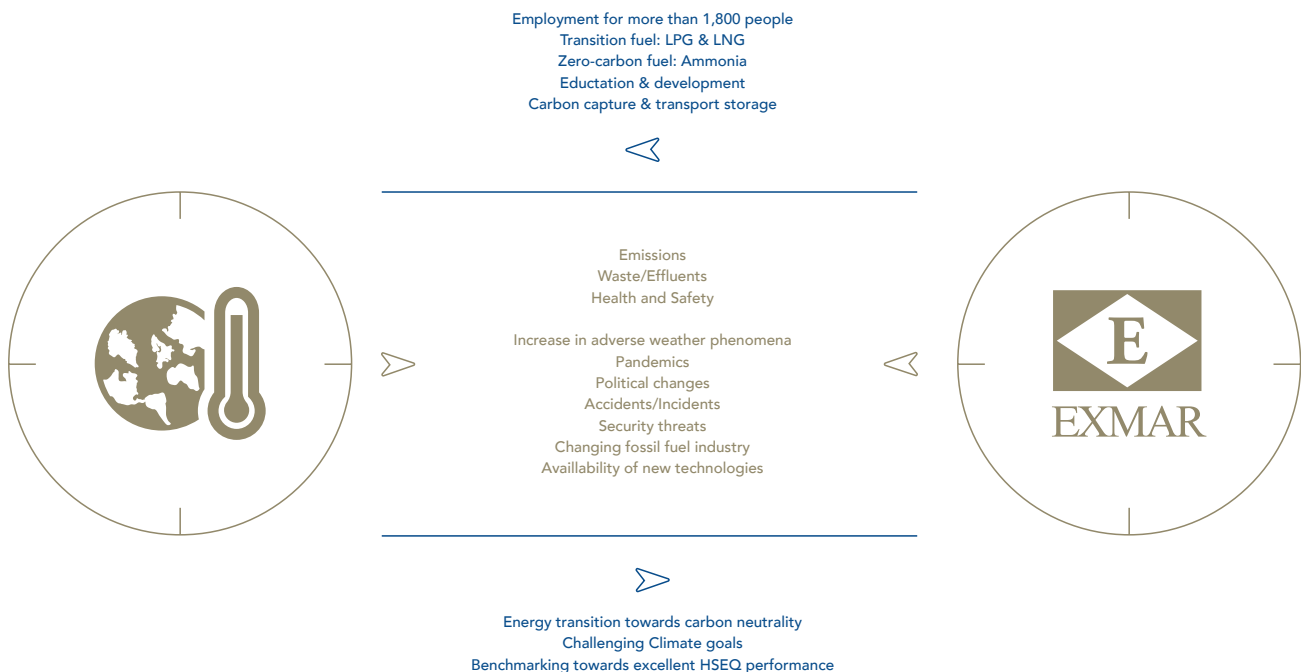 Employment for more than 1,800 people
Transition fuel: LPG & LNG
Zero-carbon fuel: Ammonia
Eductation & development
Carbon capture & transport storage
Emissions
Waste/Effluents
Health and Safety
Increase in adverse weather phenomena
Pandemics
Political changes
Accidents/Incidents
Security threats
Changing fossil fuel industry
Availlability of new technologies
E
EXMAR
Energy transition towards carbon neutrality
Challenging Climate goals
Benchmarking towards excellent HSEQ performance